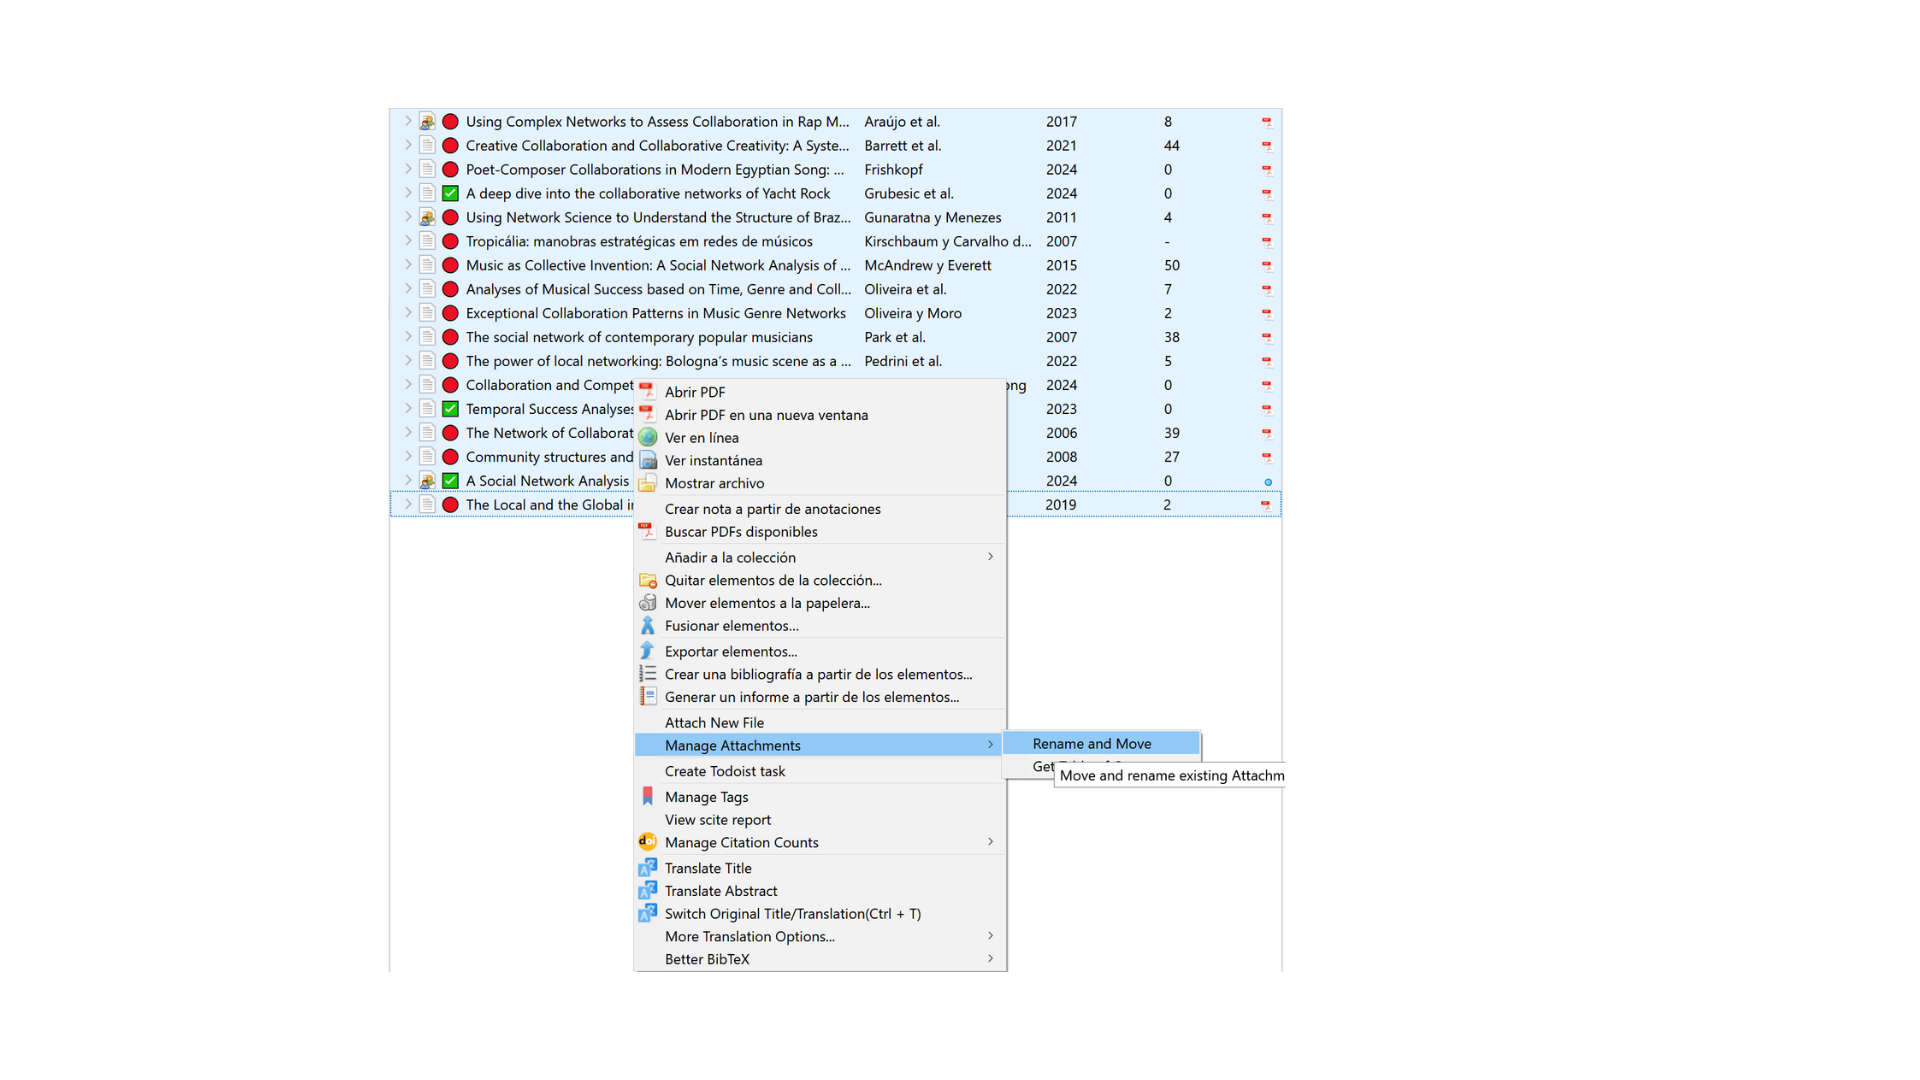 Using Complex Networks to Assess Collaboration in Rap M... Araújo et al. 2017 8
Creative Collaboration and Collaborative Creativity: A Syste... Barrett et al. 2021 44
Poet-Composer Collaborations in Modern Egyptian Song: ... Frishkopf 2024 0
A deep dive into the collaborative networks of Yacht Rock Grubesic et al. 2024 0
Using Network Science to Understand the Structure of Braz... Gunaratna y Menezes 2011 4
Tropicália: manobras estratégicas em redes de músicos Kirschbaum y Carvalho d... 2007 -
Music as Collective Invention: A Social Network Analysis of ... McAndrew y Everett 2015 50
Analyses of Musical Success based on Time, Genre and Coll... Oliveira et al. 2022 7
Exceptional Collaboration Patterns in Music Genre Networks Oliveira y Moro 2023 2
The social network of contemporary popular musicians Park et al. 2007 38
The power of local networking: Bologna's music scene as a ... Pedrini et al. 2022 5
Collaboration and Compet ong 2024 0
Temporal Success Analyses 2023 0
The Network of Collaborat 2006 39
Community structures and 2008 27
A Social Network Analysis 2024 0
The Local and the Global in 2019 2
Abrir PDF
Abrir PDF en una nueva ventana
Ver en línea
Ver instantánea
Mostrar archivo
Crear nota a partir de anotaciones
Buscar PDFs disponibles
Añadir a la colección
Quitar elementos de la colección...
Mover elementos a la papelera...
Fusionar elementos...
Exportar elementos...
Crear una bibliografía a partir de los elementos...
Generar un informe a partir de los elementos...
Attach New File
Manage Attachments
Rename and Move
Get
Move and rename existing Attachm
Create Todoist task
Manage Tags
View scite report
Manage Citation Counts
Translate Title
Translate Abstract
Switch Original Title/Translation(Ctrl + T)
More Translation Options...
Better BibTeX